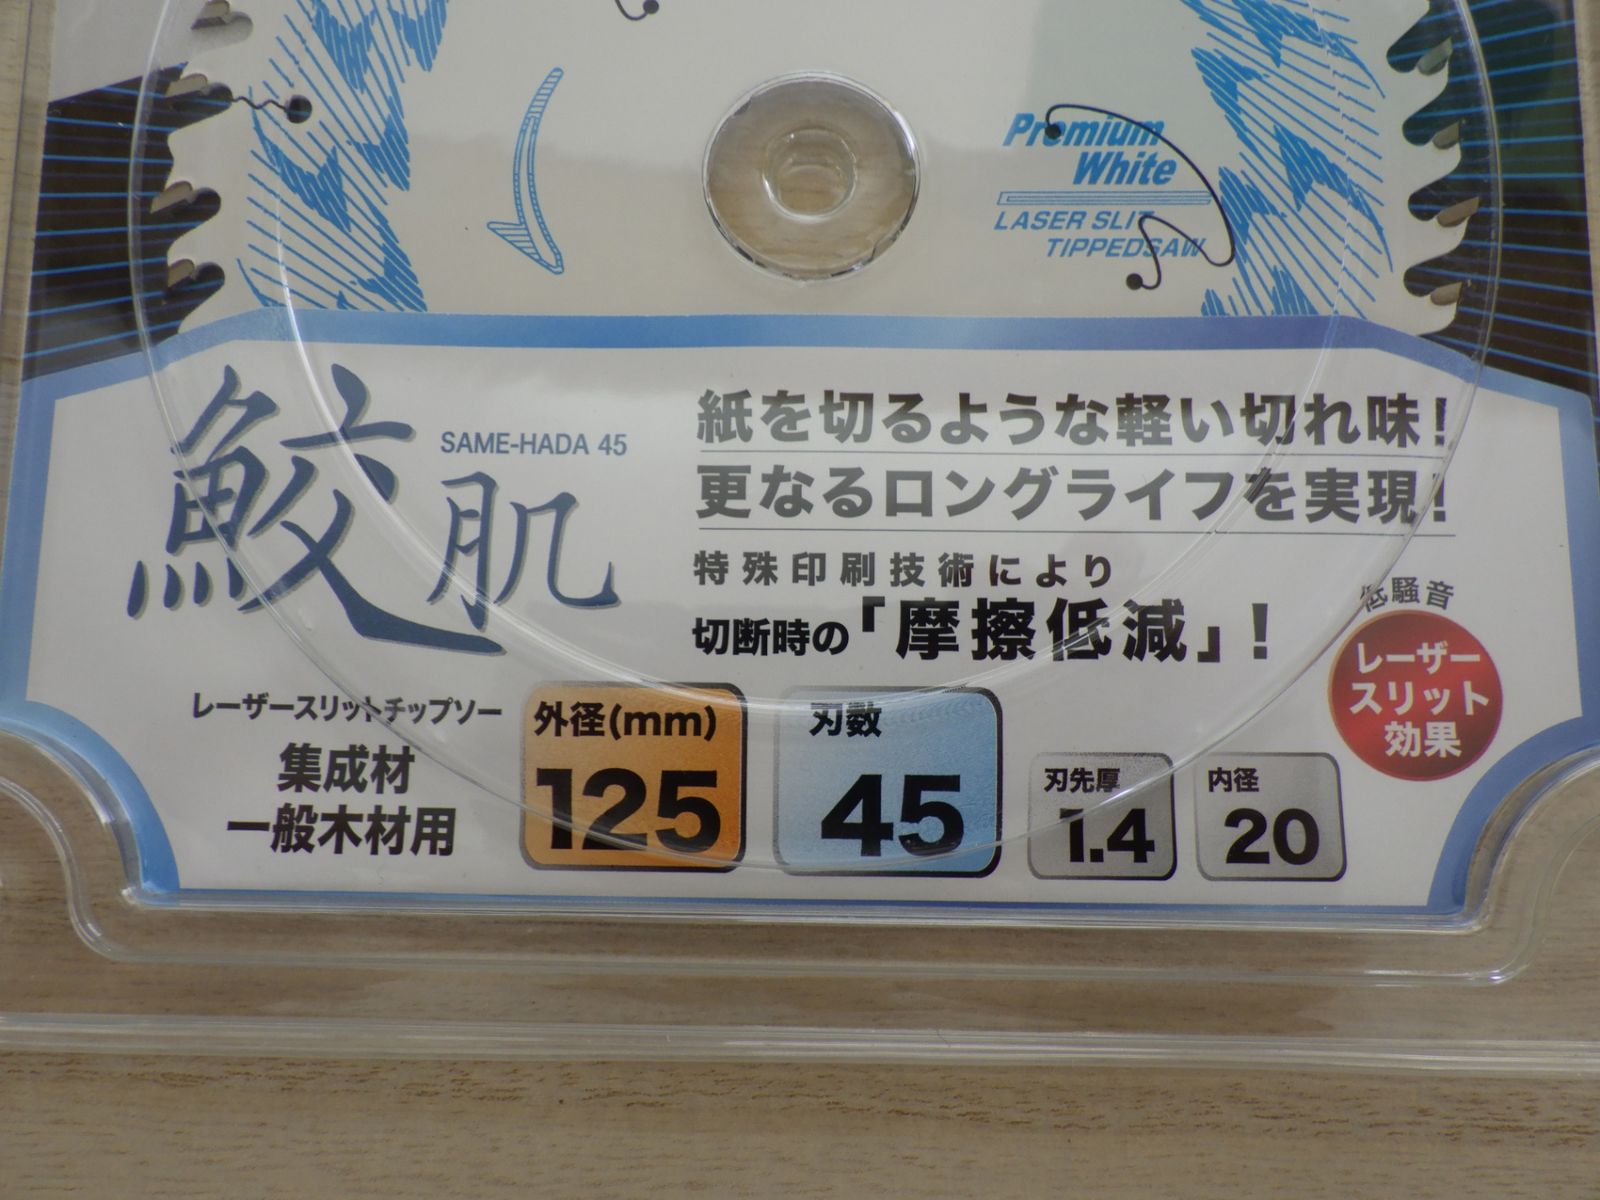 Premium
White
LASER SLIT
TIPPEDSAW
鮫肌
SAME-HADA 45
紙を切るような軽い切れ味!
更なるロングライフを実現!
特殊印刷技術により
切断時の「摩擦低減」!
低騒音
レーザー
スリット
効果
レーザースリットチップソー
集成材
一般木材用
外径(mm)
125
刃数
45
刃先厚
1.4
内径
20